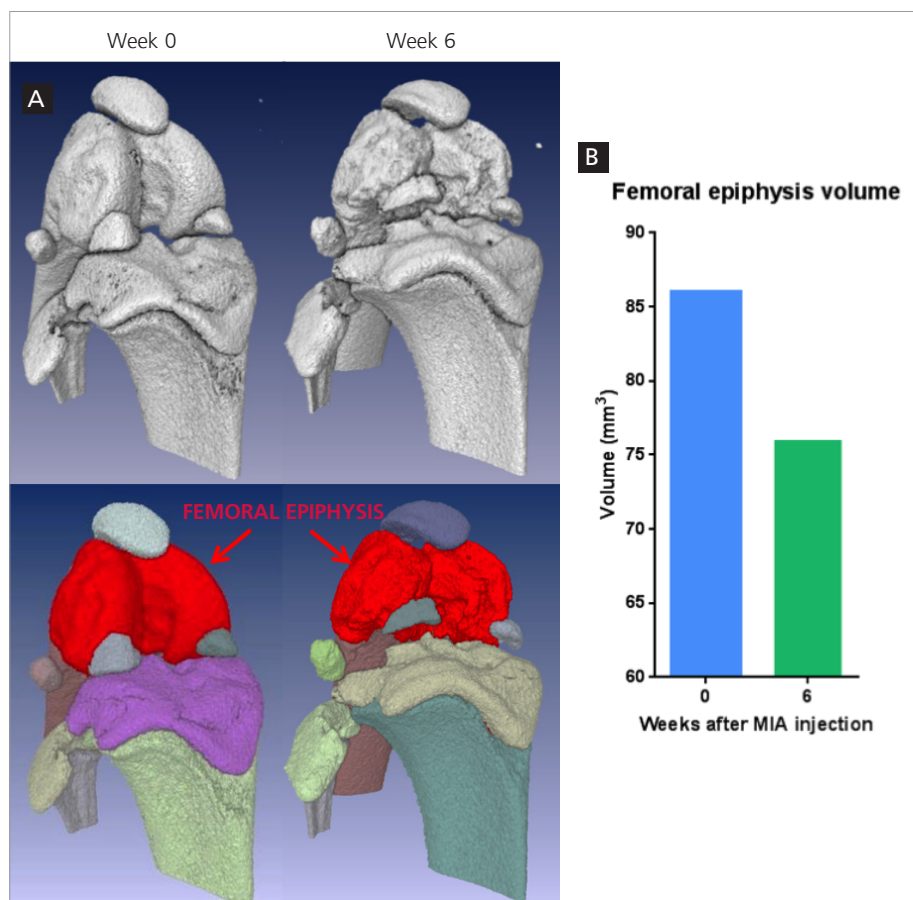 Week 0
Week 6
A
FEMORAL EPIPHYSIS
B
Femoral epiphysis volume
90
85
80
75
70
65
60
Volume (mm³)
0
6
Weeks after MIA injection